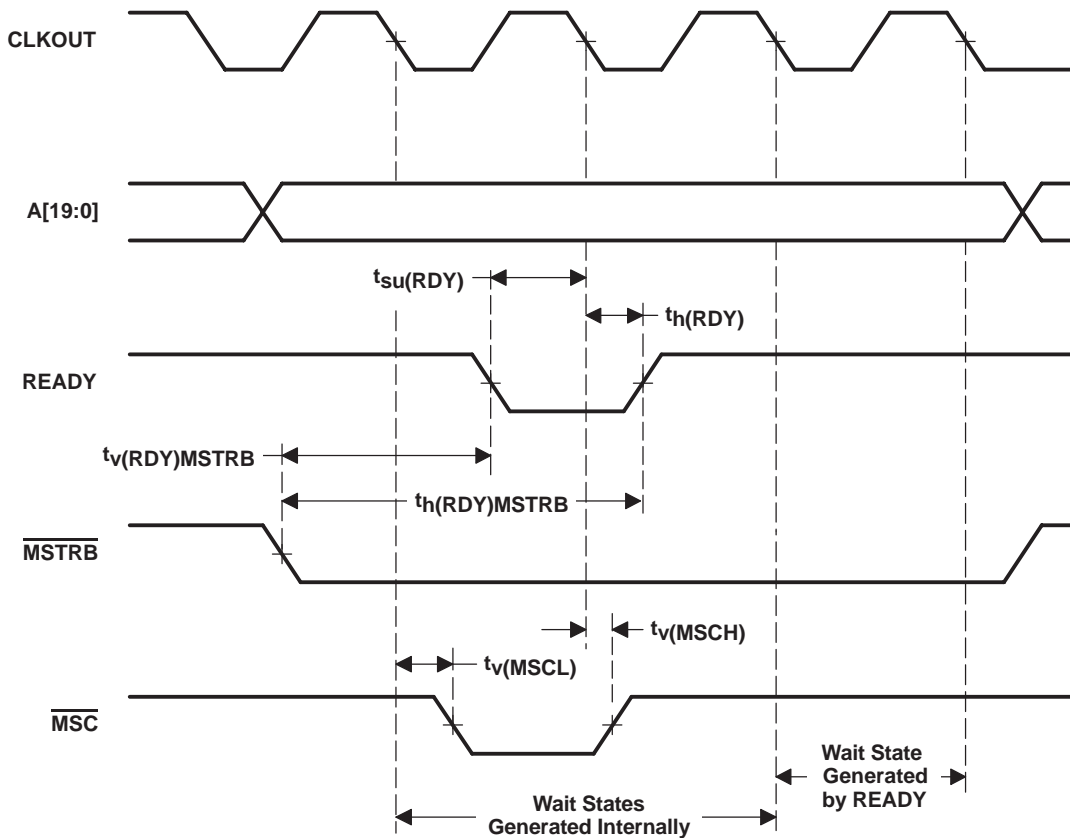 CLKOUT
A[19:0]
tsu(RDY)
th(RDY)
READY
tv(RDY)MSTRB
th(RDY)MSTRB
MSTRB
tv(MSCH)
tv(MSCL)
MSC
Wait State
Generated
by READY
Wait States
Generated Internally